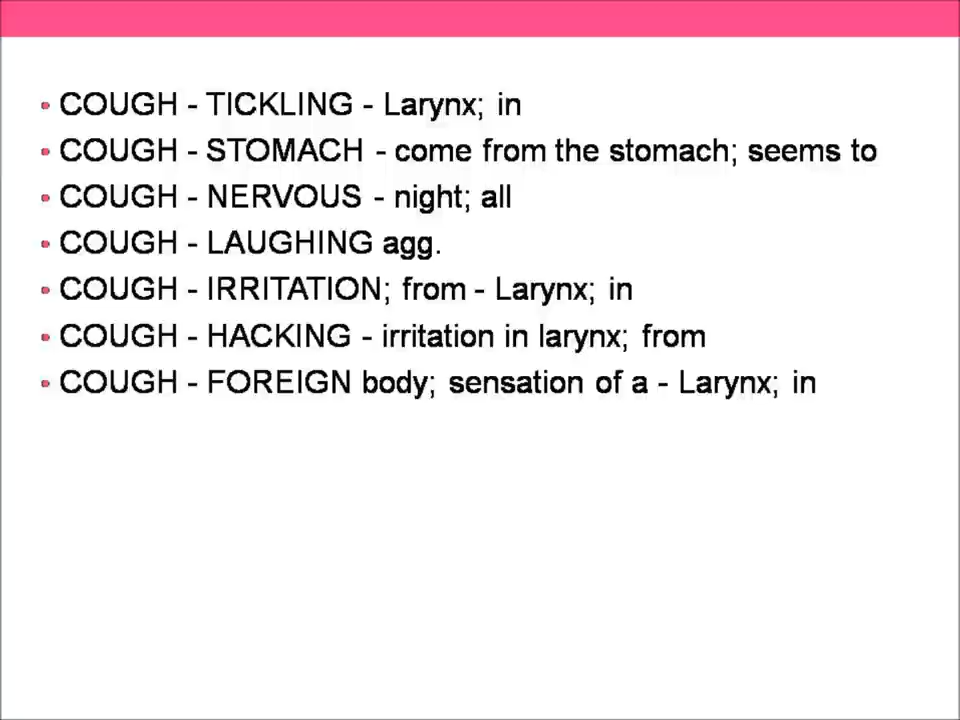 • COUGH - TICKLING - Larynx; in
• COUGH - STOMACH - come from the stomach; seems to
• COUGH - NERVOUS - night; all
• COUGH - LAUGHING agg.
• COUGH - IRRITATION; from - Larynx; in
• COUGH - HACKING - irritation in larynx; from
• COUGH - FOREIGN body; sensation of a - Larynx; in